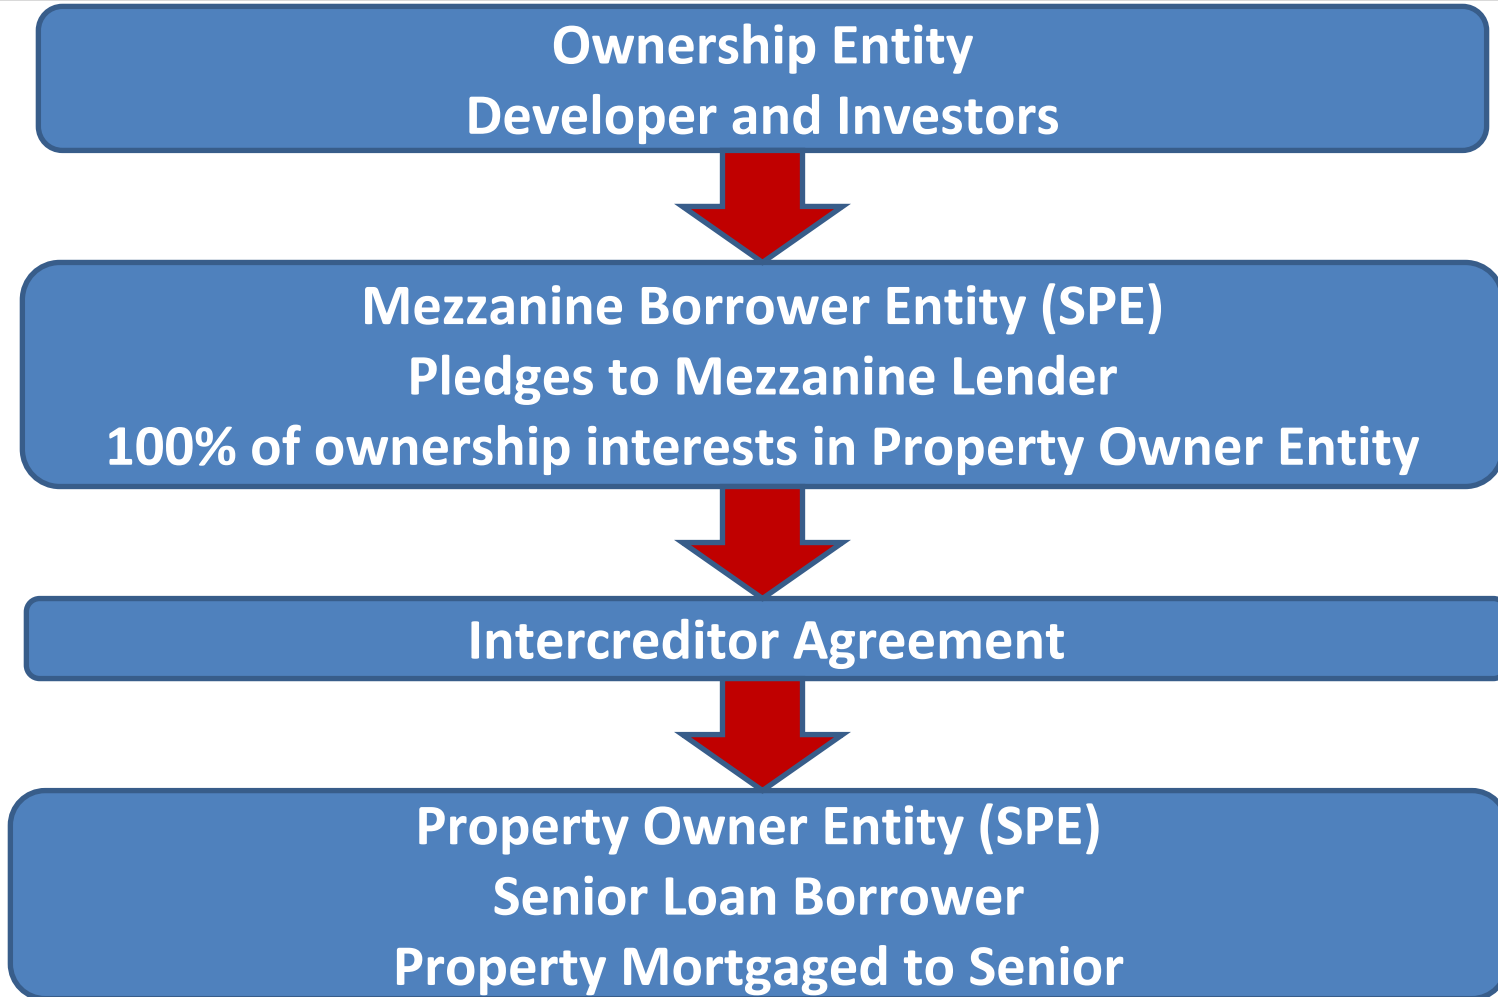 Ownership Entity
Developer and Investors
Mezzanine Borrower Entity (SPE)
Pledges to Mezzanine Lender
100% of ownership interests in Property Owner Entity
Intercreditor Agreement
Property Owner Entity (SPE)
Senior Loan Borrower
Property Mortgaged to Senior